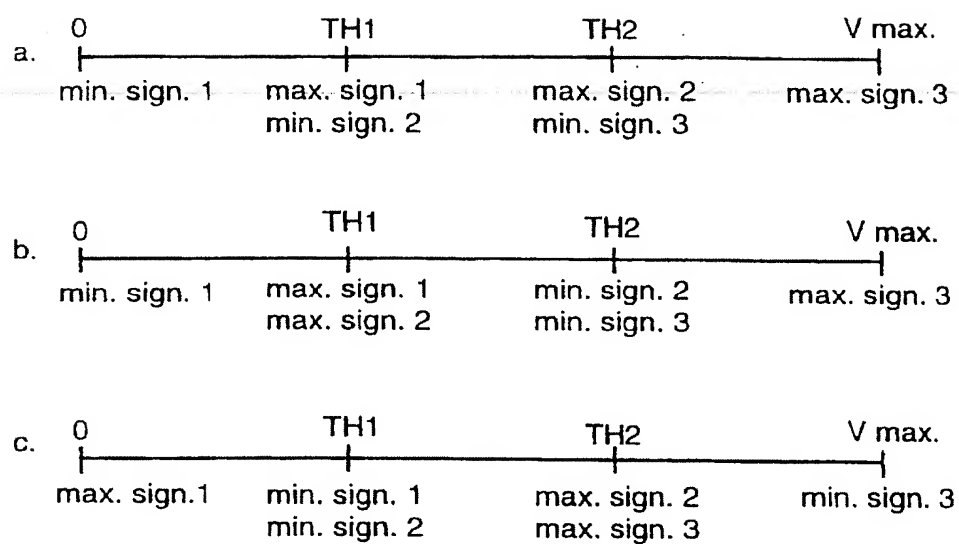 a. 0 TH1 TH2 V max.
min. sign. 1 max. sign. 1 max. sign. 2 max. sign. 3
min. sign. 2 min. sign. 3
b. 0 TH1 TH2 V max.
min. sign. 1 max. sign. 1 min. sign. 2 max. sign. 3
max. sign. 2 min. sign. 3
c. 0 TH1 TH2 V max.
max. sign.1 min. sign. 1 max. sign. 2 min. sign. 3
min. sign. 2 max. sign. 3